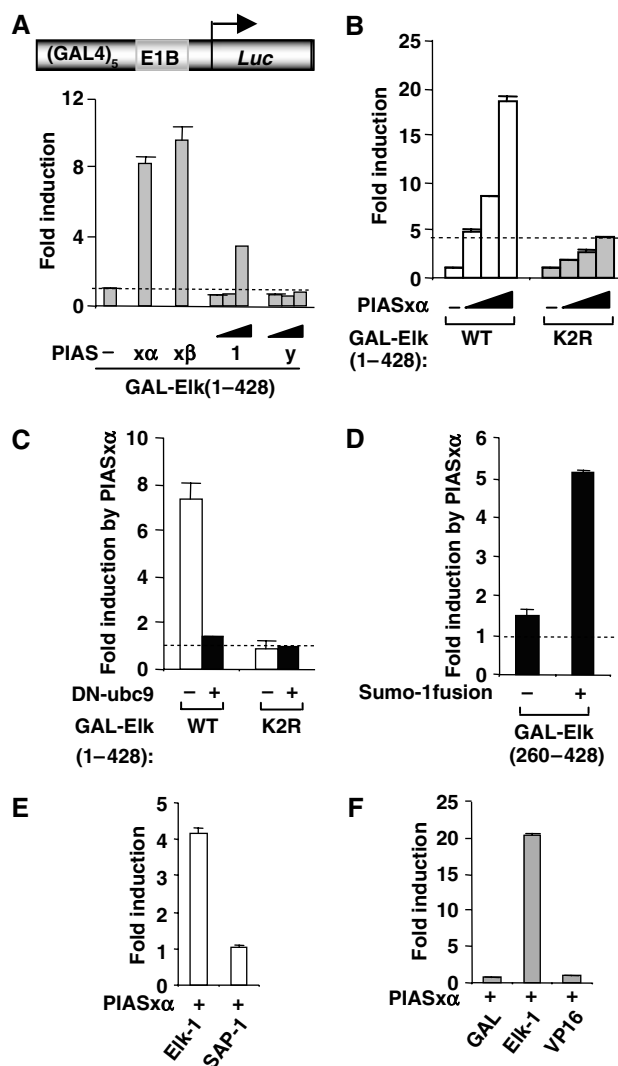 A
(GAL4)5 E1B Luc
Fold induction
12
8
4
0
PIAS – xα xβ 1 y
GAL-Elk(1–428)
B
Fold induction
25
20
15
10
5
0
PIASxα –  –
GAL-Elk WT K2R
(1–428):
C
Fold induction by PIASxα
10
8
6
4
2
0
DN-ubc9 – + – +
GAL-Elk WT K2R
(1–428):
D
Fold induction by PIASxα
6
5
4
3
2
1
0
Sumo-1fusion – +
GAL-Elk
(260–428)
E
Fold induction
5
4
3
2
1
0
PIASxα + +
Elk-1 SAP-1
F
Fold induction
25
20
15
10
5
0
PIASxα + + +
GAL Elk-1 VP16